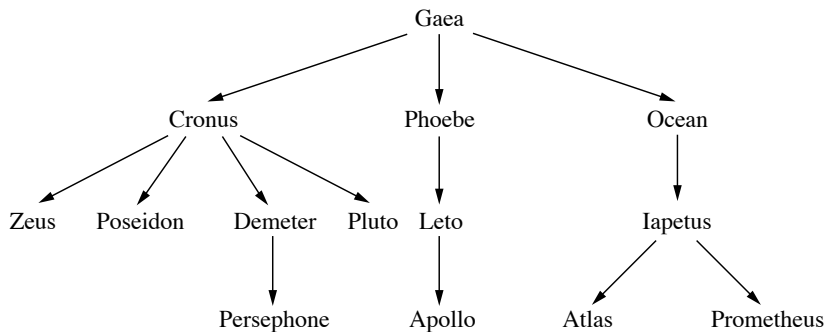 Gaea
Cronus Phoebe Ocean
Zeus Poseidon Demeter Pluto Leto Iapetus
Persephone Apollo Atlas Prometheus